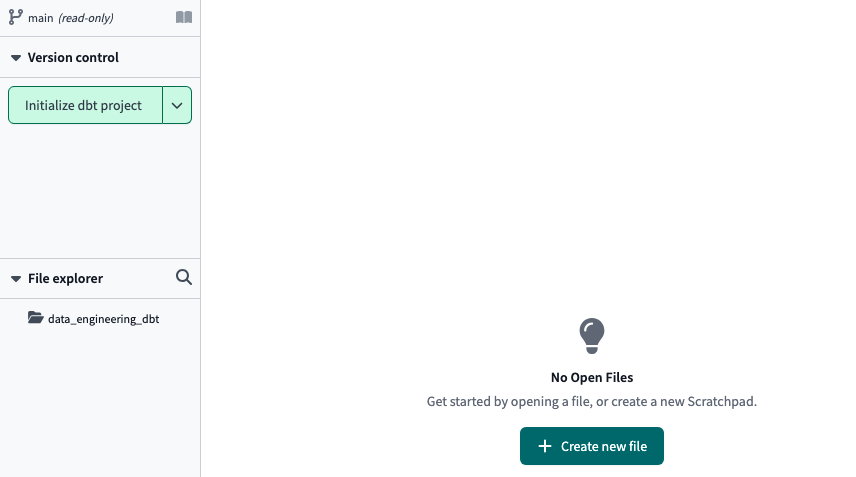 main (read-only)
Version control
Initialize dbt project
File explorer
data_engineering_dbt
No Open Files
Get started by opening a file, or create a new Scratchpad.
Create new file